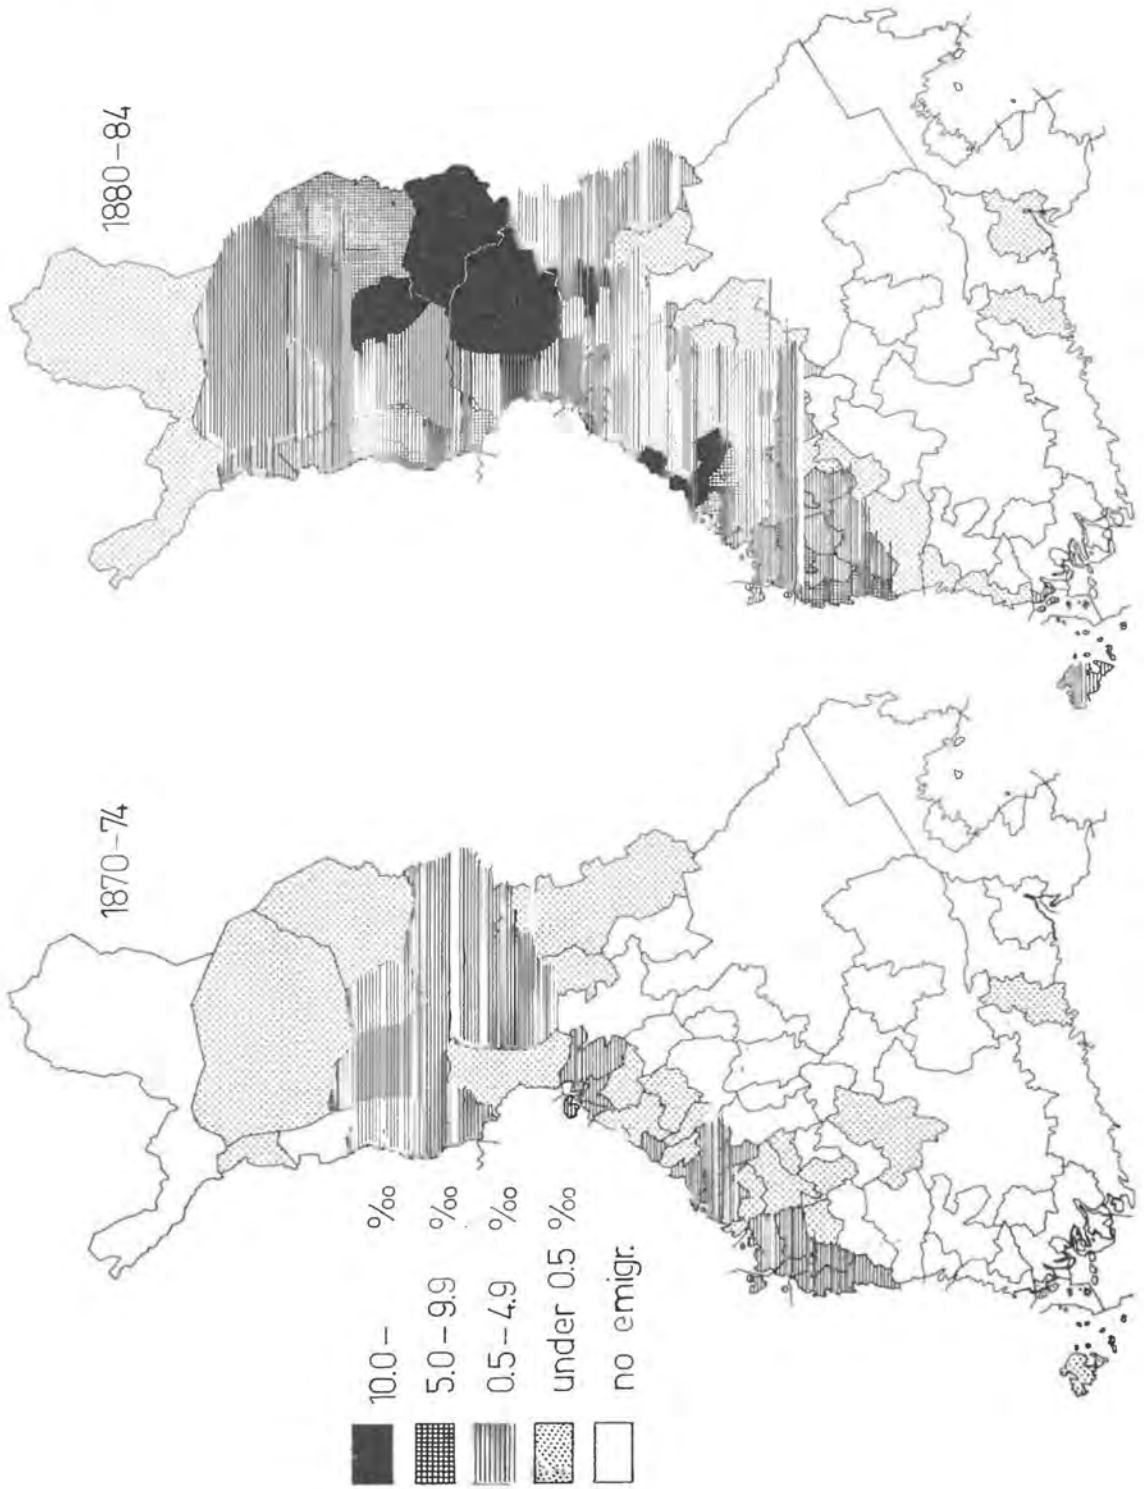 1870–74
1880–84
10.0– ‰
5.0–9.9 ‰
0.5–4.9 ‰
under 0.5 ‰
no emigr.